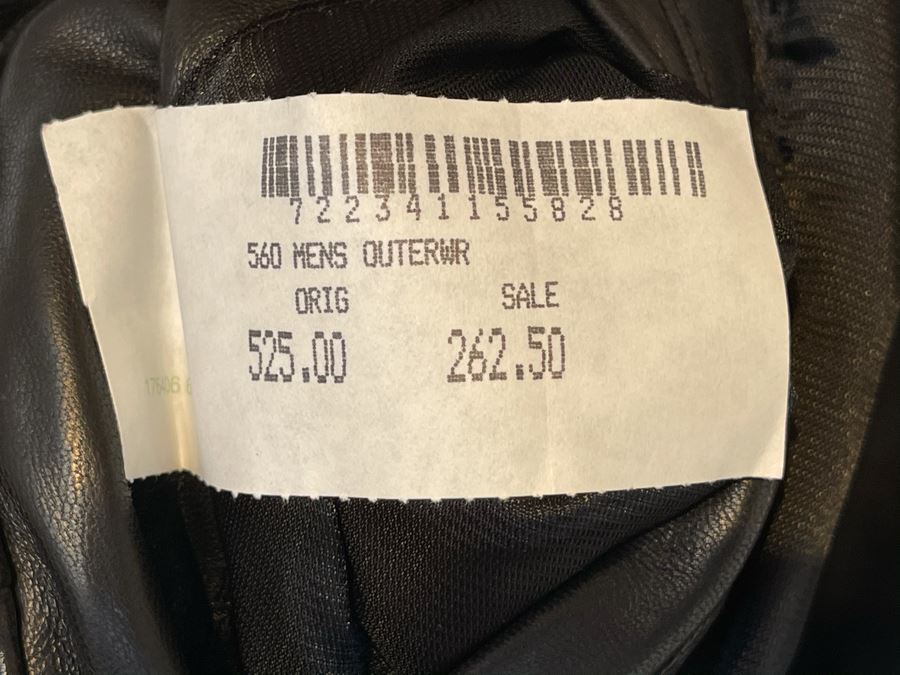 722341155828
560 MENS OUTERWR
ORIG SALE
525.00 262.50